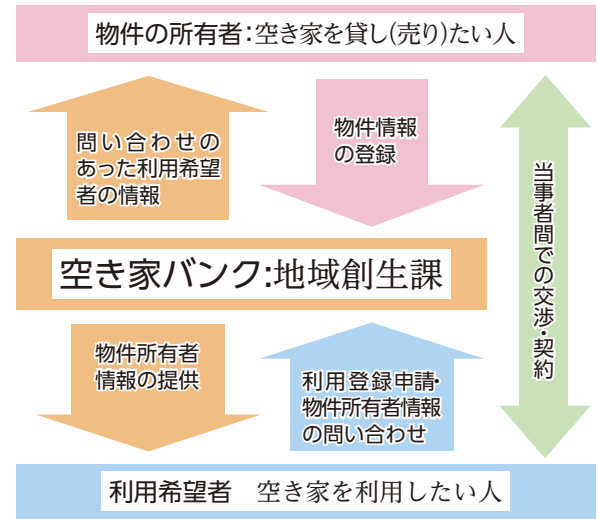 物件の所有者:空き家を貸し(売り)たい人
問い合わせの
あった利用希望
者の情報
物件情報
の登録
当事者間での交渉・契約
空き家バンク:地域創生課
物件所有者
情報の提供
利用登録申請・
物件所有者情報
の問い合わせ
利用希望者　空き家を利用したい人